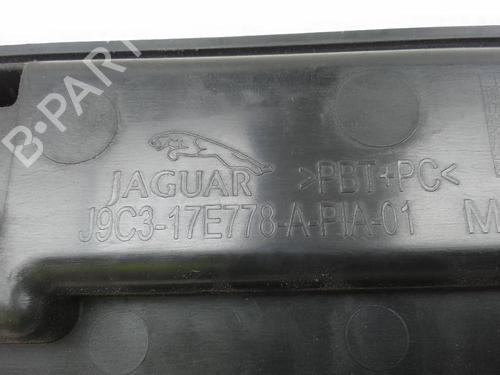 B-PART
JAGUAR >PBT+PC<
J9C3-17E778-A-PIA-01 M